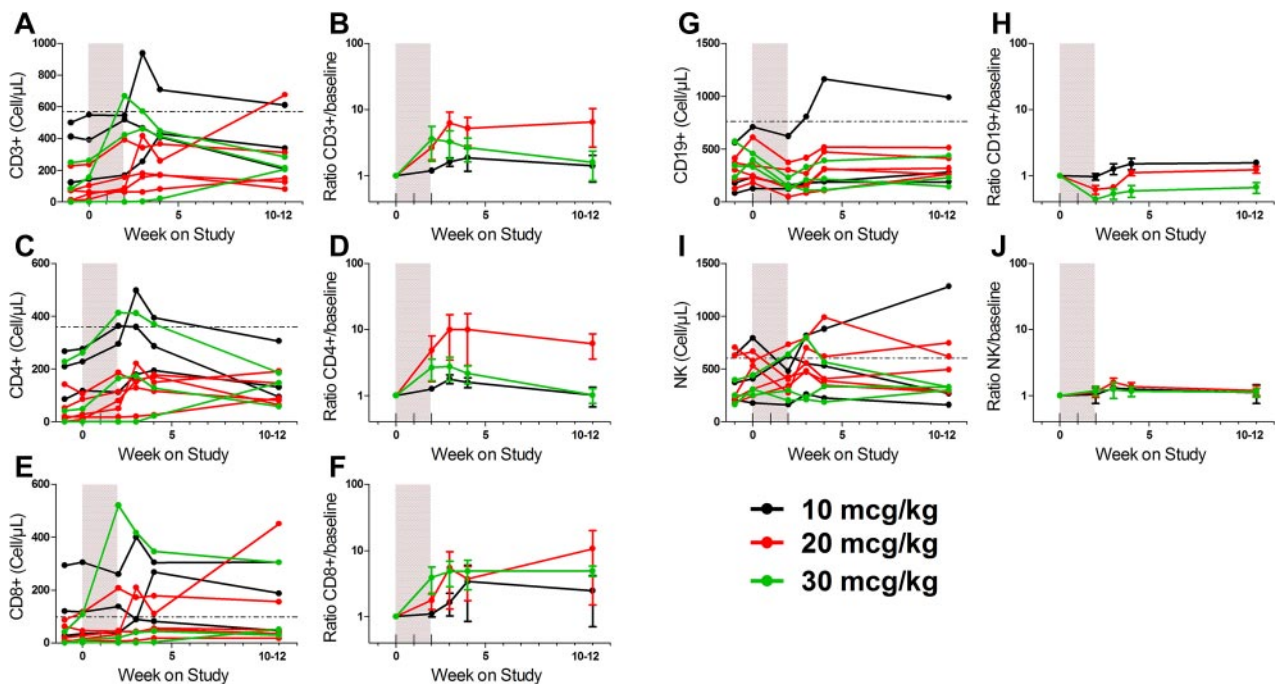 A
CD3+ (Cell/µL)
1000
800
600
400
200
0
0
5
10-12
Week on Study
B
Ratio CD3+/baseline
100
10
1
0
5
10-12
Week on Study
C
CD4+ (Cell/µL)
600
400
200
0
0
5
10-12
Week on Study
D
Ratio CD4+/baseline
100
10
1
0
5
10-12
Week on Study
E
CD8+ (Cell/µL)
600
400
200
0
0
5
10-12
Week on Study
F
Ratio CD8+/baseline
100
10
1
0
5
10-12
Week on Study
G
CD19+ (Cell/µL)
1500
1000
500
0
0
5
10-12
Week on Study
H
Ratio CD19+/baseline
100
10
1
0
5
10-12
Week on Study
I
NK (Cell/µL)
1500
1000
500
0
0
5
10-12
Week on Study
J
Ratio NK/baseline
100
10
1
0
5
10-12
Week on Study
10 mcg/kg
20 mcg/kg
30 mcg/kg